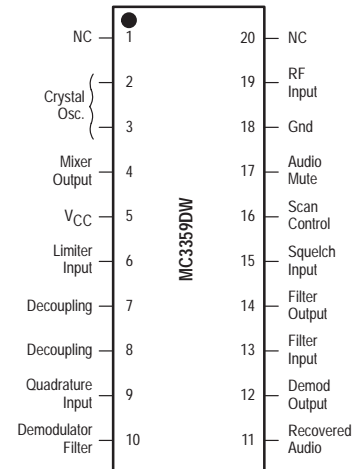 NC 1 20 NC
Crystal Osc. 2 19 RF Input
3 18 Gnd
Mixer Output 4 17 Audio Mute
VCC 5 16 Scan Control
Limiter Input 6 15 Squelch Input
Decoupling 7 14 Filter Output
Decoupling 8 13 Filter Input
Quadrature Input 9 12 Demod Output
Demodulator Filter 10 11 Recovered Audio
MC3359DW